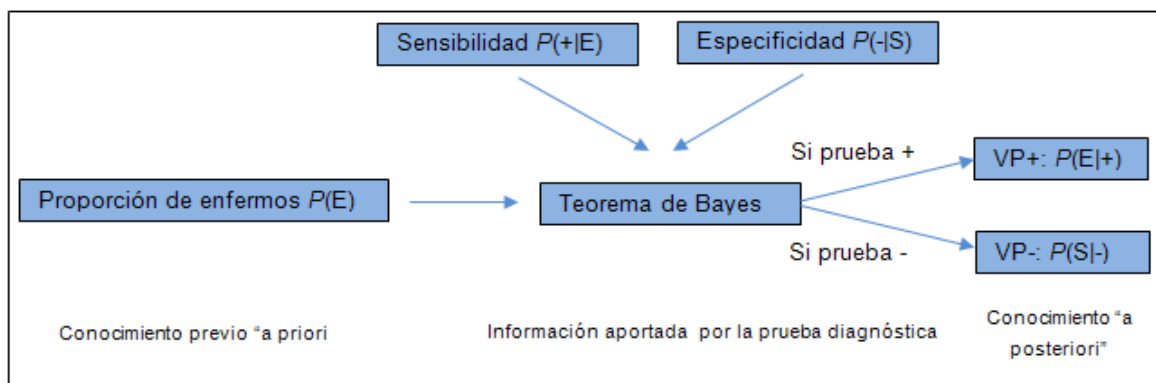 Sensibilidad P(+|E)
Especificidad P(-|S)
Si prueba +
VP+: P(E|+)
Proporción de enfermos P(E)
Teorema de Bayes
Si prueba -
VP-: P(S|-)
Conocimiento previo “a priori
Información aportada por la prueba diagnóstica
Conocimiento “a
posteriori”